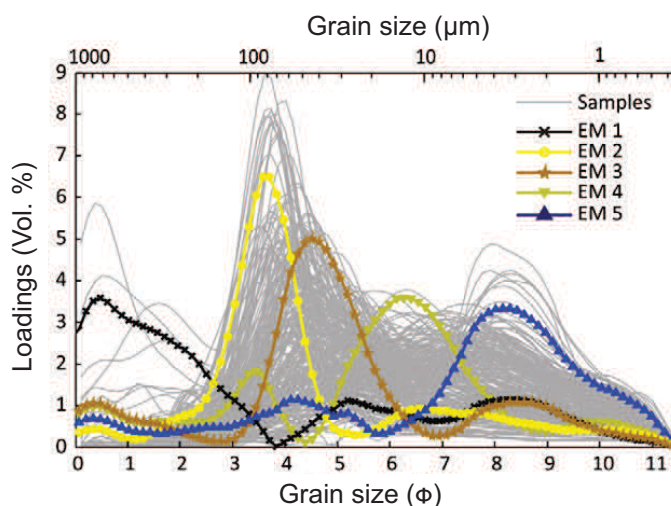 Grain size (μm)
1000 100 10 1
9
8
7
6
5
4
3
2
1
0
Loadings (Vol. %)
Samples
EM 1
EM 2
EM 3
EM 4
EM 5
0 1 2 3 4 5 6 7 8 9 10 11
Grain size (Φ)